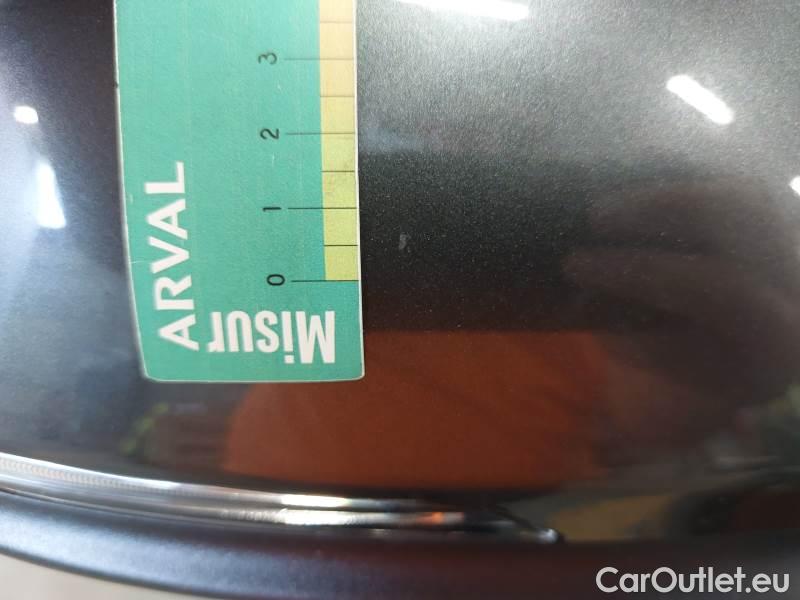 ARVAL
Misur
0 1 2 3
CarOutlet.eu